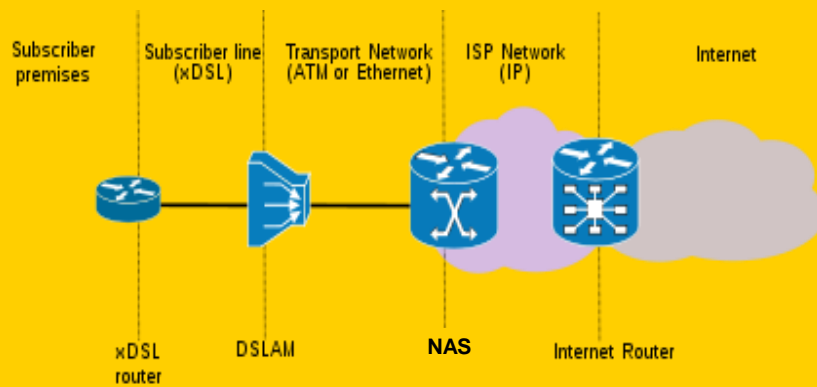 Subscriber
premises
Subscriber line
(xDSL)
Transport Network
(ATM or Ethernet)
ISP Network
(IP)
Internet
xDSL
router
DSLAM
NAS
Internet Router